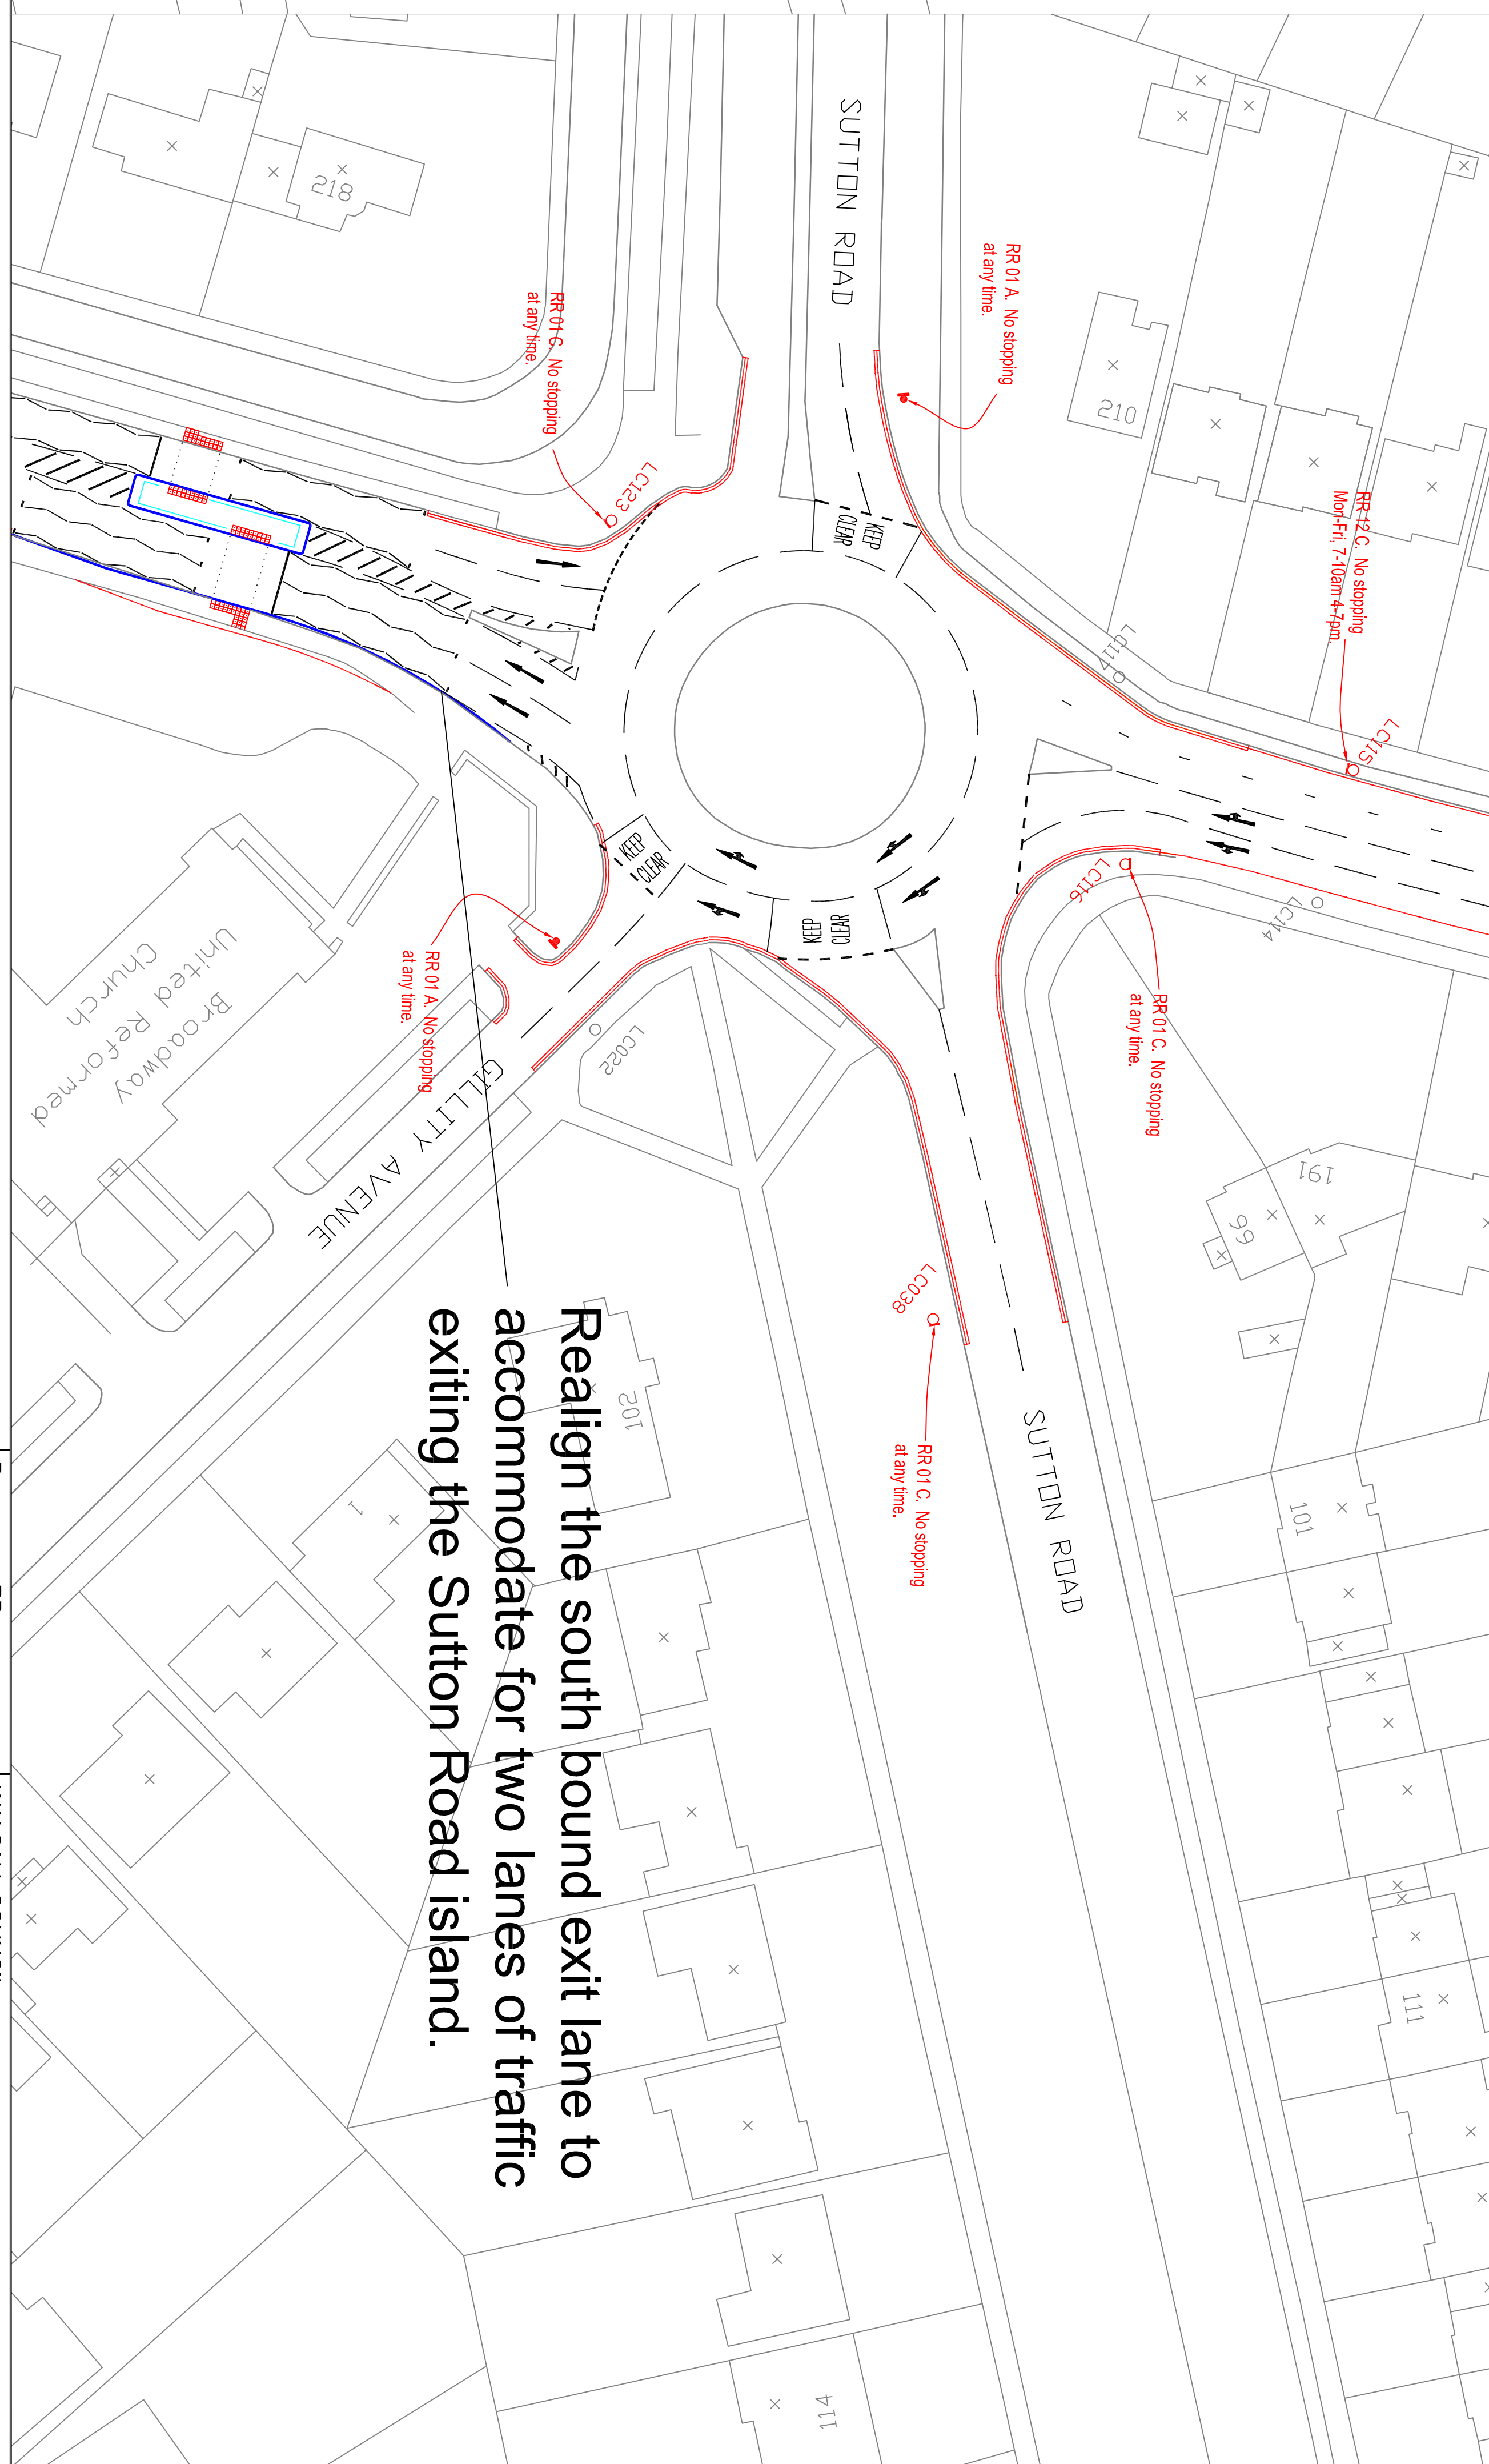 SUTTON ROAD
RR 01 A. No stopping
at any time.
218
RR 01 C. No stopping
at any time.
210
LC123
KEEP
CLEAR
RR 12 C. No stopping
Mon-Fri, 7-10am 4-7pm.
LC117
LC115
KEEP
CLEAR
KEEP
CLEAR
LC116
LC114
RR 01 A. No stopping
at any time.
RR 01 C. No stopping
at any time.
Broadway
United Reformed
Church
LC022
GILLITY AVENUE
191
99
LC038
RR 01 C. No stopping
at any time.
SUTTON ROAD
Realign the south bound exit lane to
accommodate for two lanes of traffic
exiting the Sutton Road island.
102
1
101
111
114